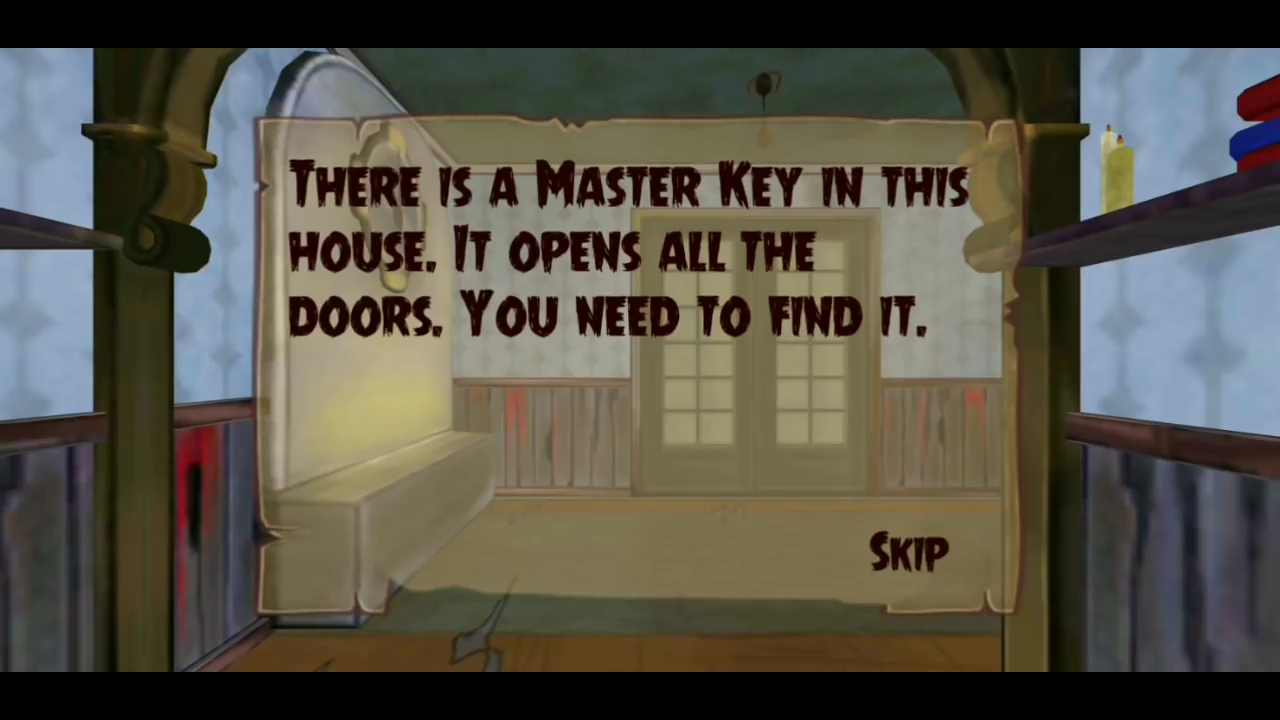 There is a Master Key in this
house. It opens all the
doors. You need to find it.
Skip